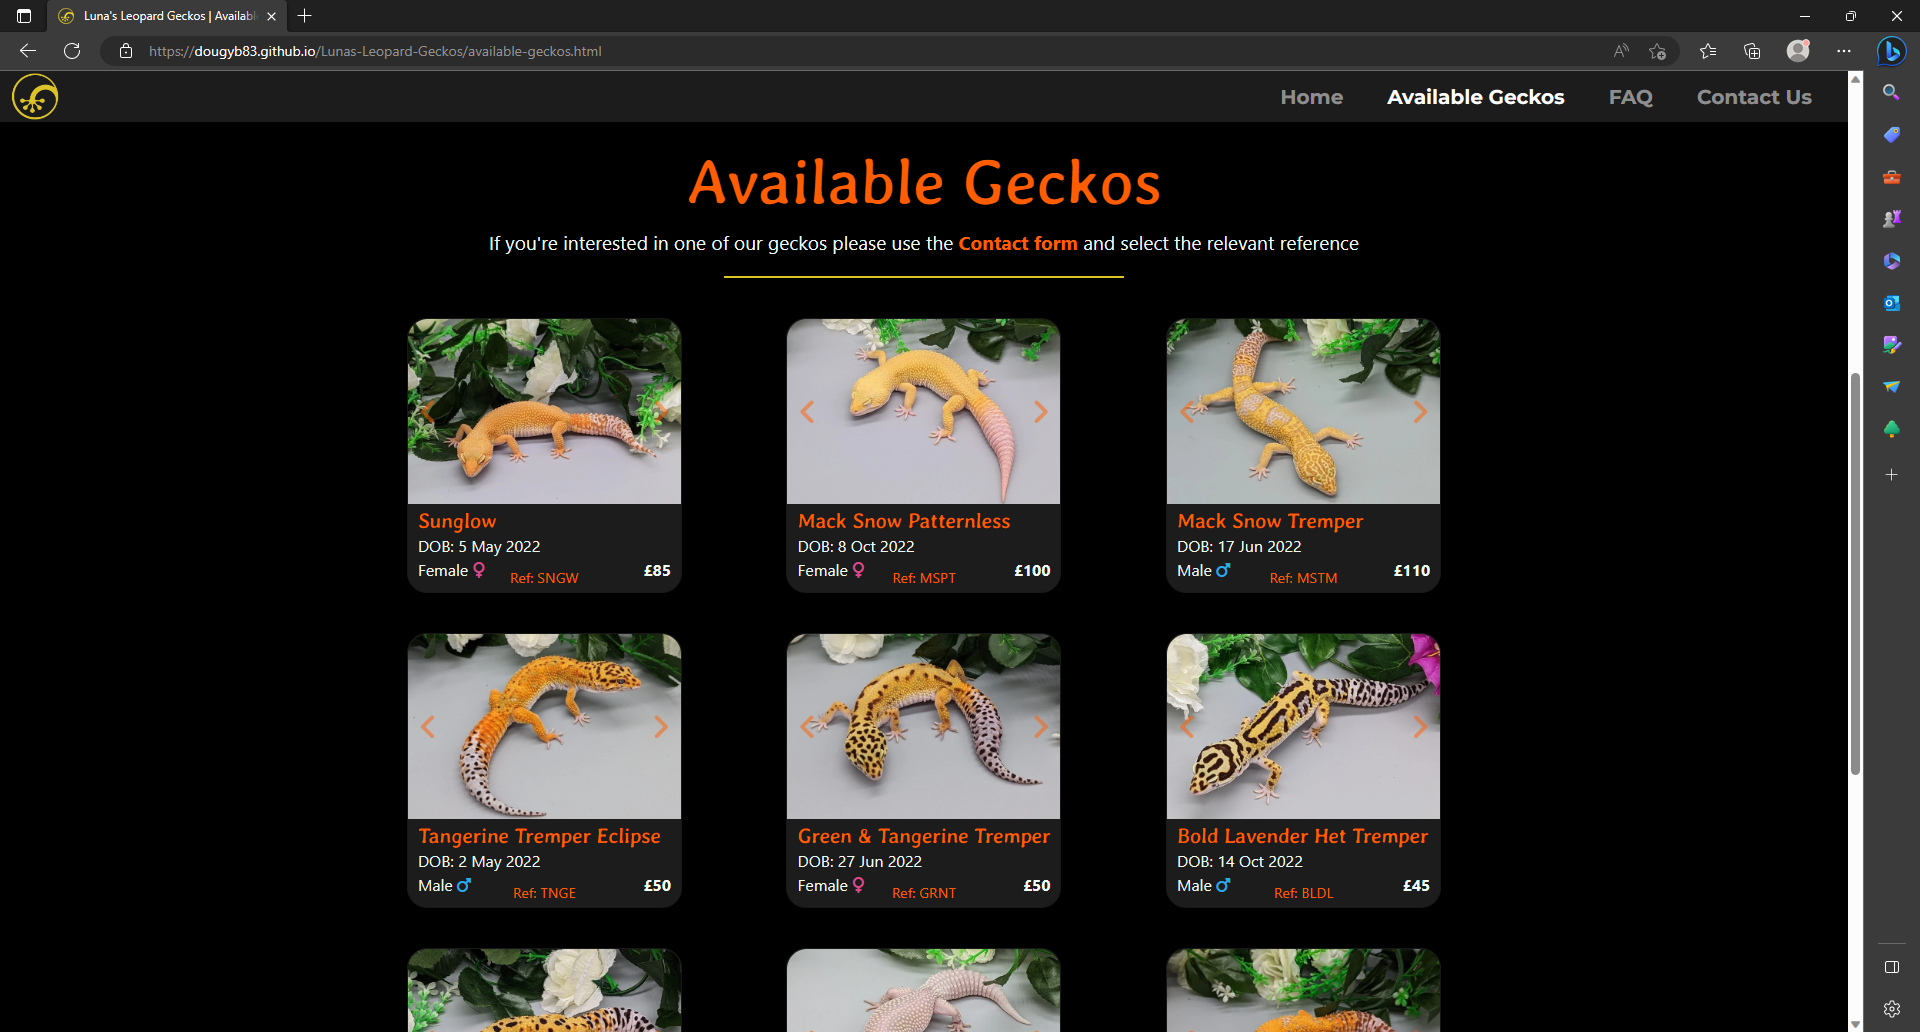 Luna's Leopard Geckos | Availabl
https://dougyb83.github.io/Lunas-Leopard-Geckos/available-geckos.html
Home Available Geckos FAQ Contact Us
Available Geckos
If you're interested in one of our geckos please use the Contact form and select the relevant reference
Sunglow
DOB: 5 May 2022
Female ♀ Ref: SNGW £85
Mack Snow Patternless
DOB: 8 Oct 2022
Female ♀ Ref: MSPT £100
Mack Snow Tremper
DOB: 17 Jun 2022
Male ♂ Ref: MSTM £110
Tangerine Tremper Eclipse
DOB: 2 May 2022
Male ♂ Ref: TNGE £50
Green & Tangerine Tremper
DOB: 27 Jun 2022
Female ♀ Ref: GRNT £50
Bold Lavender Het Tremper
DOB: 14 Oct 2022
Male ♂ Ref: BLDL £45